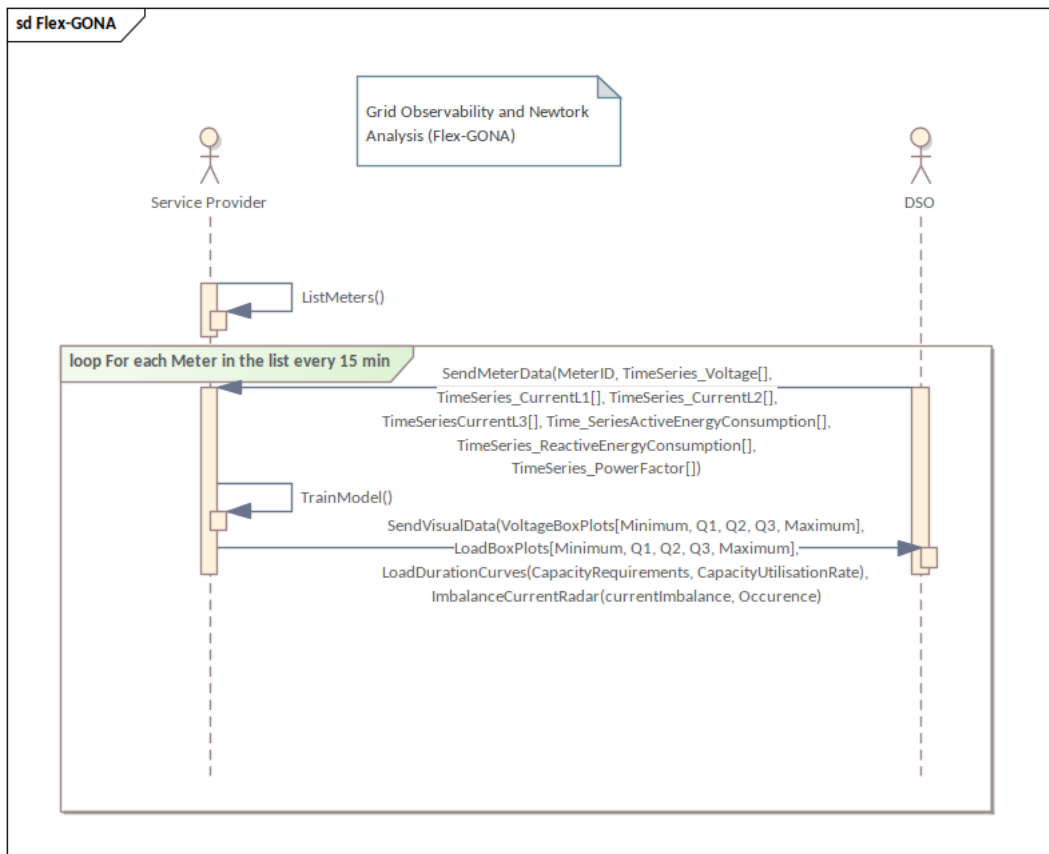 sd Flex-GONA
Grid Observability and Newtork
Analysis (Flex-GONA)
Service Provider
DSO
ListMeters()
loop For each Meter in the list every 15 min
SendMeterData(MeterID, TimeSeries_Voltage[],
TimeSeries_CurrentL1[], TimeSeries_CurrentL2[],
TimeSeriesCurrentL3[], Time_SeriesActiveEnergyConsumption[],
TimeSeries_ReactiveEnergyConsumption[],
TimeSeries_PowerFactor[])
TrainModel()
SendVisualData(VoltageBoxPlots[Minimum, Q1, Q2, Q3, Maximum],
LoadBoxPlots[Minimum, Q1, Q2, Q3, Maximum],
LoadDurationCurves(CapacityRequirements, CapacityUtilisationRate),
ImbalanceCurrentRadar(currentImbalance, Occurence)